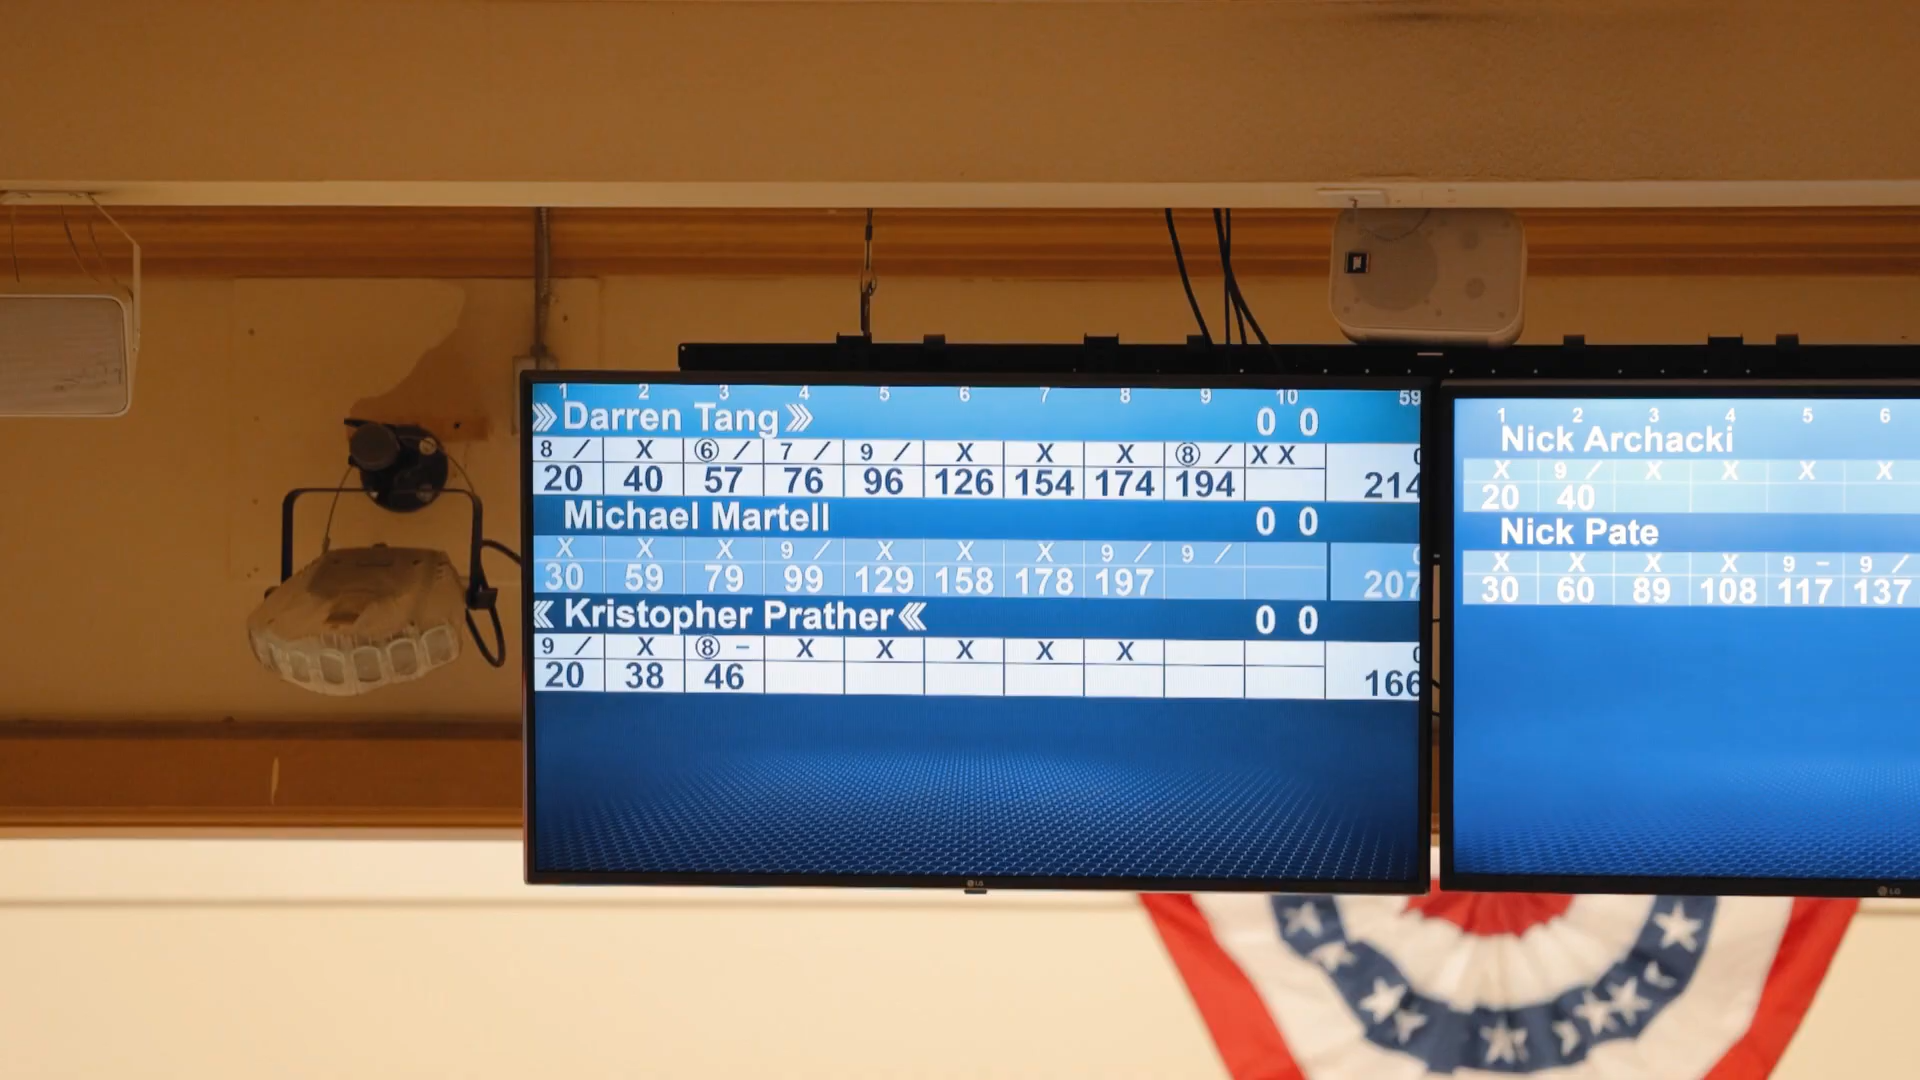 1 2 3 4 5 6 7 8 9 10 59
Darren Tang 0 0
8 / X ⑥ / 7 / 9 / X X X ⑧ / X X
20 40 57 76 96 126 154 174 194 214
Michael Martell 0 0
X X X 9 / X X X 9 / 9 /
30 59 79 99 129 158 178 197 207
Kristopher Prather 0 0
9 / X ⑧ - X X X X X
20 38 46 166
LG
1 2 3 4 5 6
Nick Archacki
X 9 / X X X X
20 40
Nick Pate
X X X X 9 - 9 /
30 60 89 108 117 137
LG
JBL